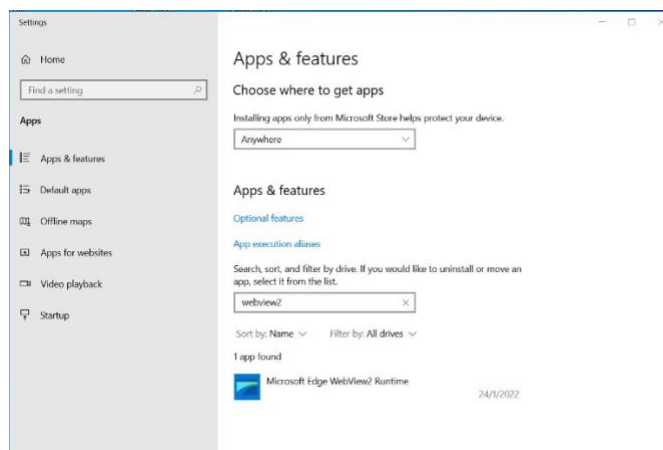 Settings
Home
Find a setting
Apps
Apps & features
Default apps
Offline maps
Apps for websites
Video playback
Startup
Apps & features
Choose where to get apps
Installing apps only from Microsoft Store helps protect your device.
Anywhere
Apps & features
Optional features
App execution aliases
Search, sort, and filter by drive. If you would like to uninstall or move an
app, select it from the list.
webview2
Sort by: Name Filter by: All drives
1 app found
Microsoft Edge WebView2 Runtime
24/1/2022